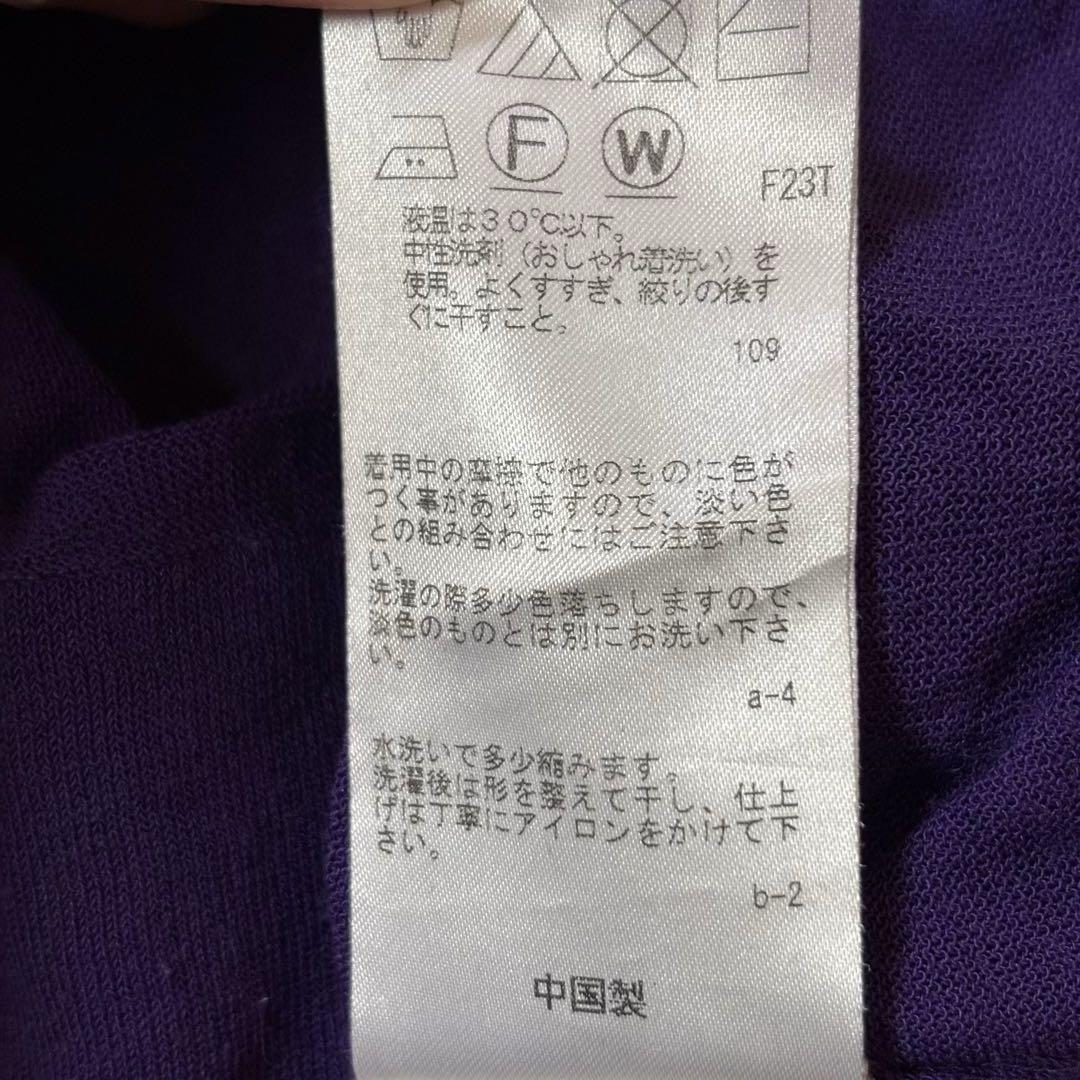 F
W
F23T
液温は30℃以下。
中性洗剤（おしゃれ着洗い）を
使用。よくすすぎ、絞りの後す
ぐに干すこと。
109
着用中の摩擦で他のものに色が
つく事がありますので、淡い色
との組み合わせにはご注意下さ
い。
洗濯の際多少色落ちしますので、
淡色のものとは別にお洗い下さ
い。
a-4
水洗いで多少縮みます。
洗濯後は形を整えて干し、仕上
げは丁寧にアイロンをかけて下
さい。
b-2
中国製